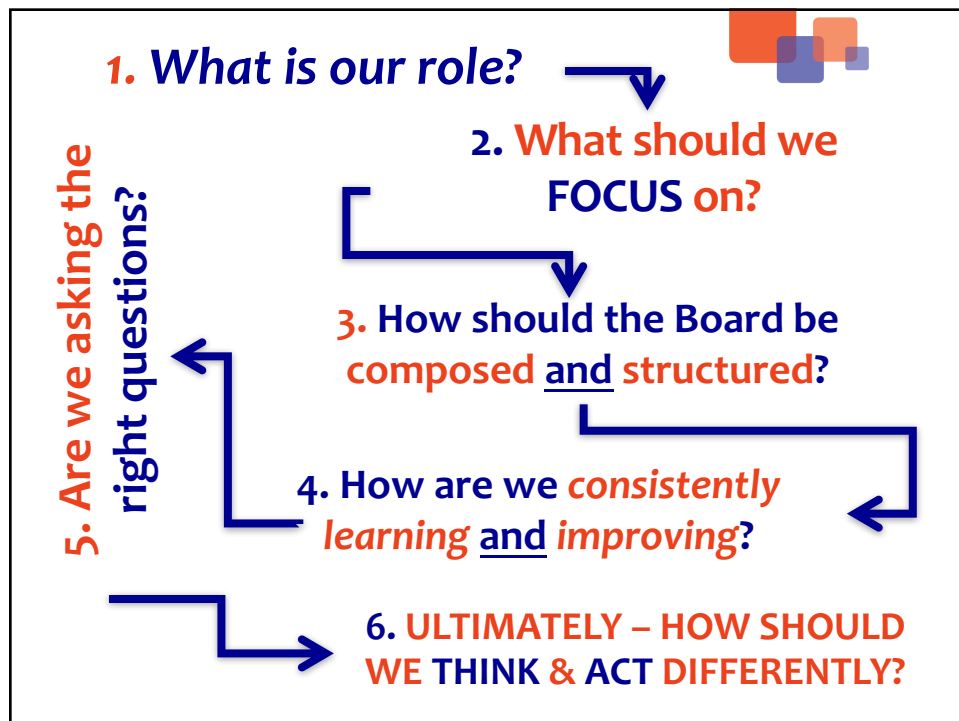 1. What is our role?
2. What should we
FOCUS on?
3. How should the Board be
composed and structured?
4. How are we consistently
learning and improving?
5. Are we asking the
right questions?
6. ULTIMATELY – HOW SHOULD
WE THINK & ACT DIFFERENTLY?